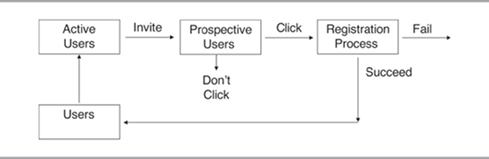 Active
Users
Invite
Prospective
Users
Click
Registration
Process
Fail
Don't
Click
Succeed
Users